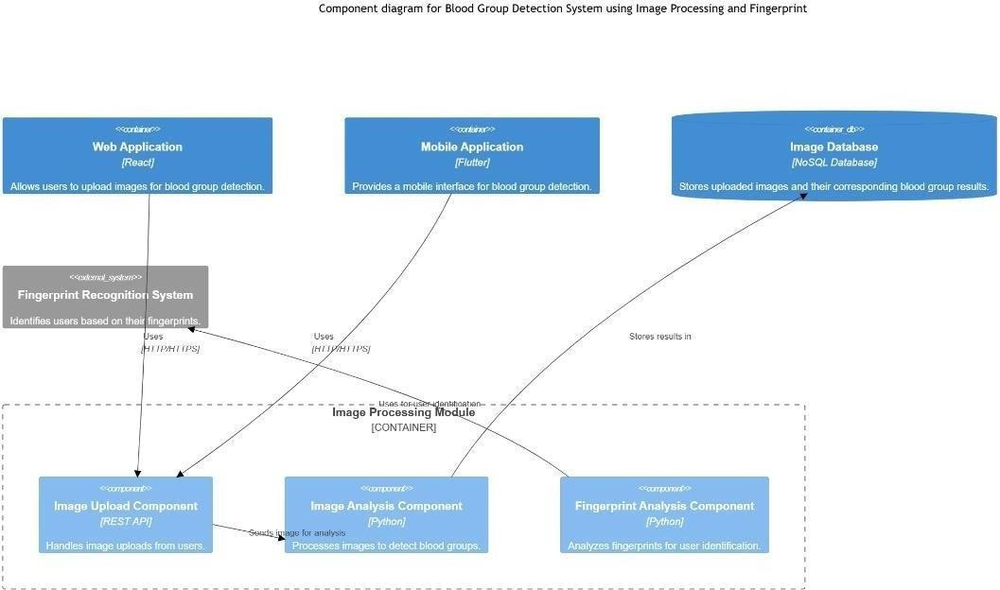 Component diagram for Blood Group Detection System using Image Processing and Fingerprint
<<container>>
Web Application
[React]
Allows users to upload images for blood group detection.
<<container>>
Mobile Application
[Flutter]
Provides a mobile interface for blood group detection.
<<container_db>>
Image Database
[NoSQL Database]
Stores uploaded images and their corresponding blood group results.
<<external_system>>
Fingerprint Recognition System
Identifies users based on their fingerprints.
Uses
[HTTP/HTTPS]
Uses
[HTTP/HTTPS]
Stores results in
Uses for user identification
Image Processing Module
[CONTAINER]
<<component>>
Image Upload Component
[REST API]
Handles image uploads from users.
Sends image for analysis
<<component>>
Image Analysis Component
[Python]
Processes images to detect blood groups.
<<component>>
Fingerprint Analysis Component
[Python]
Analyzes fingerprints for user identification.